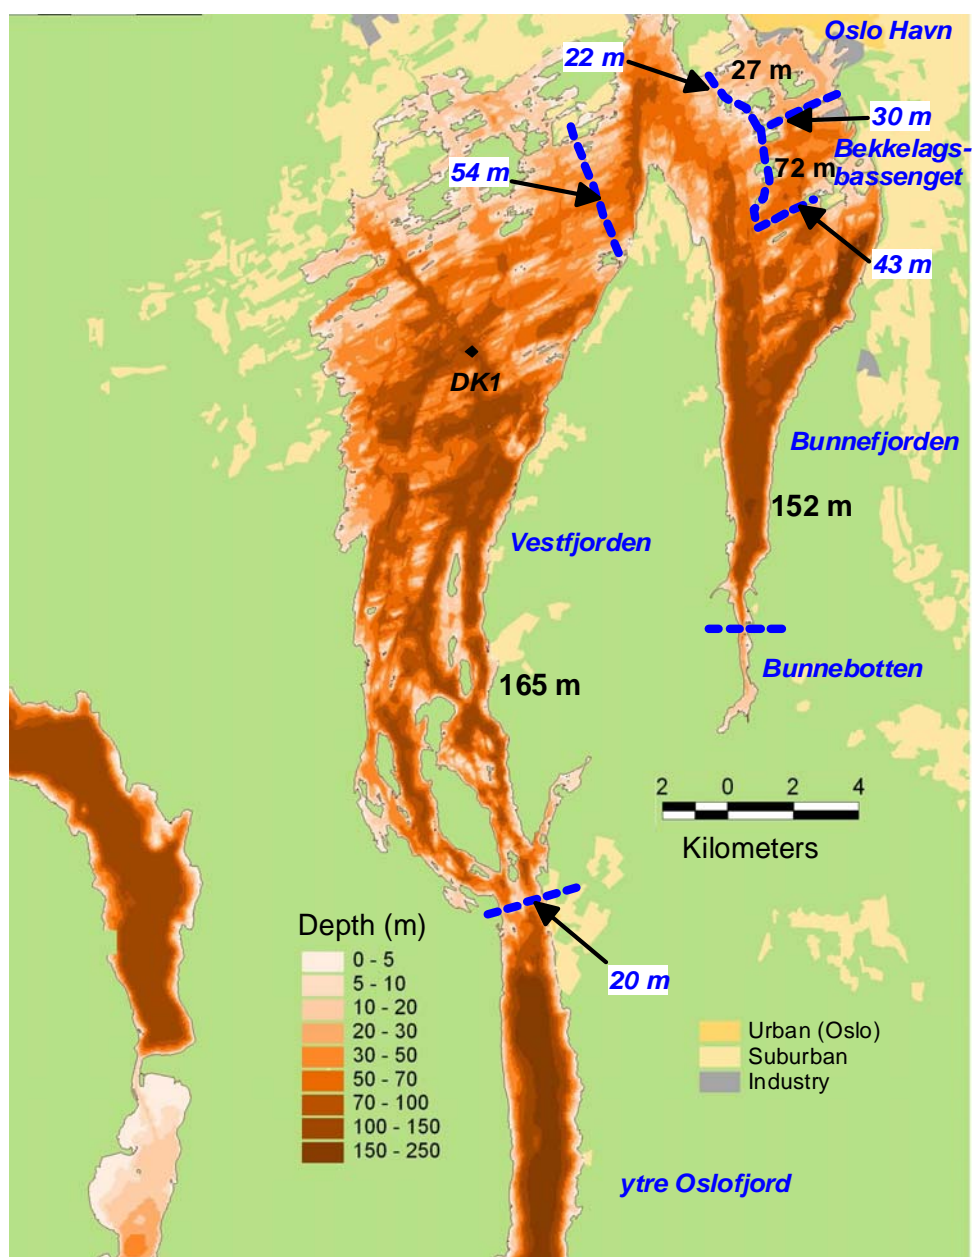 Oslo Havn
22 m
27 m
30 m
Bekkelags-
bassenget
72 m
54 m
43 m
DK1
Bunnefjorden
152 m
Vestfjorden
Bunnebotten
165 m
2 0 2 4
Kilometers
Depth (m)
0 - 5
5 - 10
10 - 20
20 - 30
30 - 50
50 - 70
70 - 100
100 - 150
150 - 250
20 m
Urban (Oslo)
Suburban
Industry
ytre Oslofjord